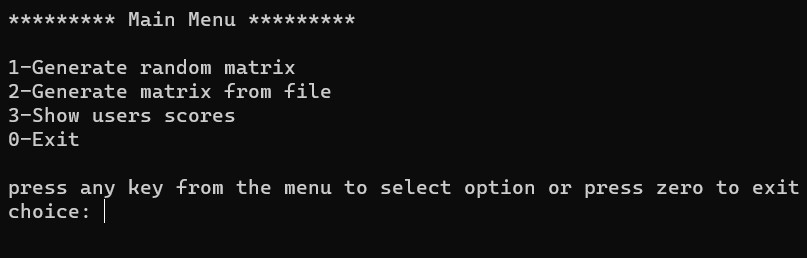 ********* Main Menu *********
1-Generate random matrix
2-Generate matrix from file
3-Show users scores
0-Exit
press any key from the menu to select option or press zero to exit
choice: